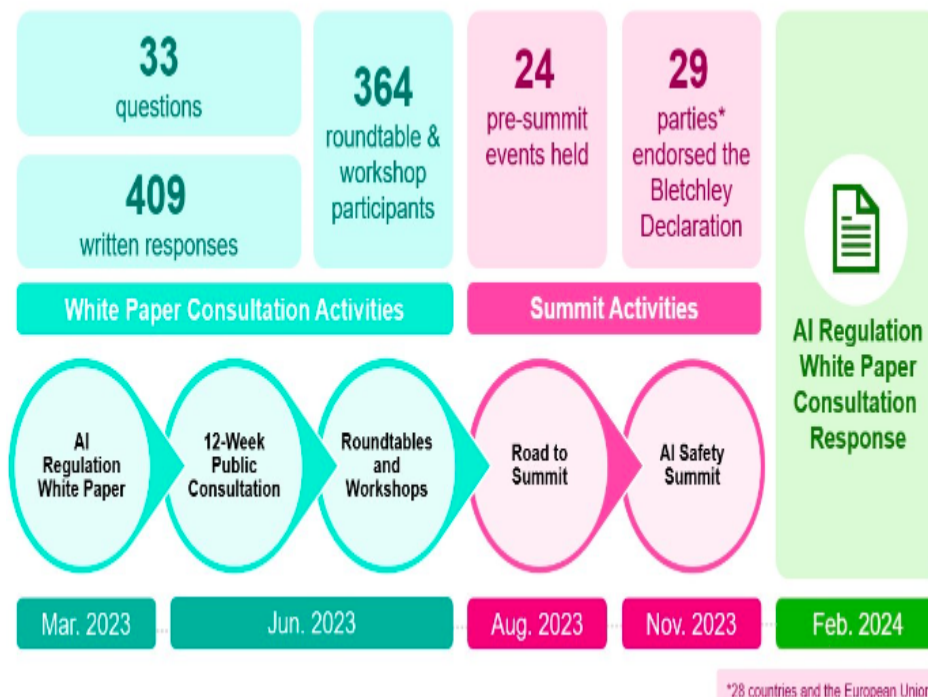 33
questions
409
written responses
364
roundtable &
workshop
participants
24
pre-summit
events held
29
parties*
endorsed the
Bletchley
Declaration
White Paper Consultation Activities
Summit Activities
AI Regulation
White Paper
Consultation
Response
AI
Regulation
White Paper
12-Week
Public
Consultation
Roundtables
and
Workshops
Road to
Summit
AI Safety
Summit
Mar. 2023
Jun. 2023
Aug. 2023
Nov. 2023
Feb. 2024
*28 countries and the European Union